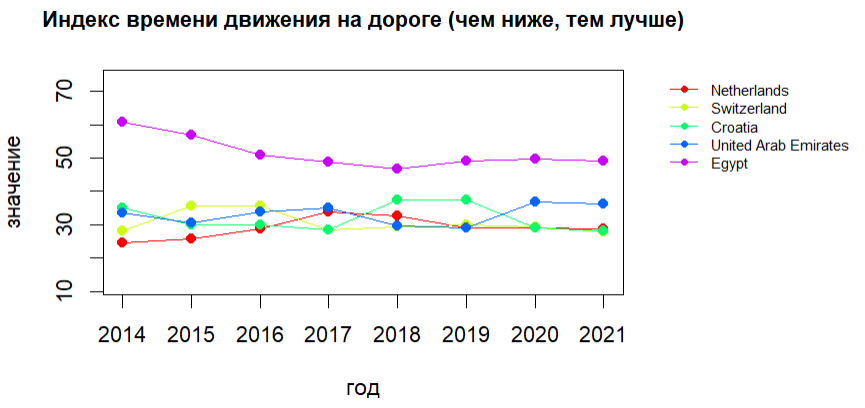 Индекс времени движения на дороге (чем ниже, тем лучше)
значение
70
50
30
10
2014 2015 2016 2017 2018 2019 2020 2021
год
Netherlands
Switzerland
Croatia
United Arab Emirates
Egypt